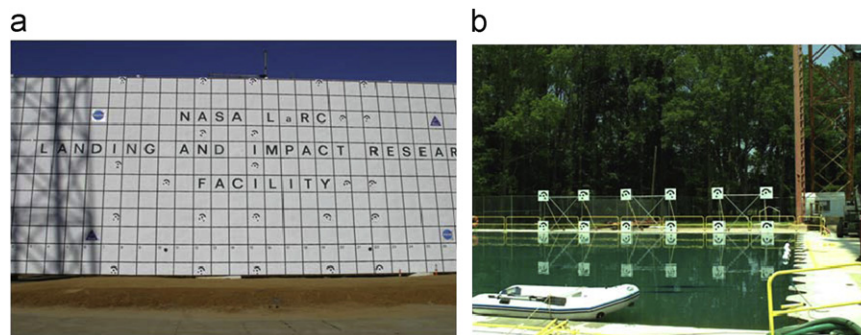 a
b
NASA LaRC
LANDING AND IMPACT RESEAR
FACILITY